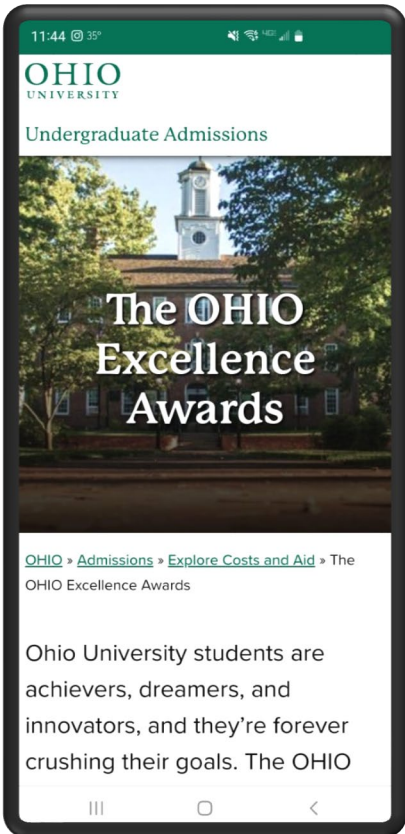 11:44 35°
OHIO
UNIVERSITY
Undergraduate Admissions
The OHIO
Excellence
Awards
OHIO » Admissions » Explore Costs and Aid » The
OHIO Excellence Awards
Ohio University students are
achievers, dreamers, and
innovators, and they’re forever
crushing their goals. The OHIO